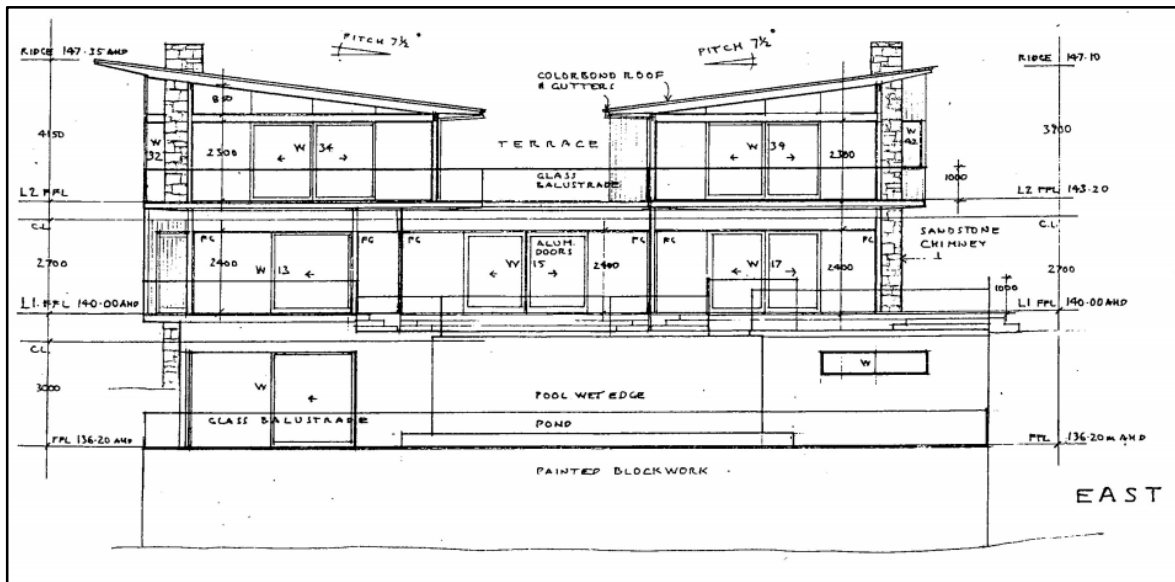 RIDGE 147.35 AHD
PITCH 7½°
PITCH 7½°
RIDGE 147.10
COLORBOND ROOF
& GUTTERS
850
4150
W
32
2300
W 34
TERRACE
W 39
2300
W
42
3900
GLASS
BALUSTRADE
1000
L2 FFL
L2 FFL 143.20
C.L.
C.L.
FC
FC
FC
FC
FC
ALUM.
DOORS
SANDSTONE
CHIMNEY
2700
2400
W 13
W 15
2400
W 17
2400
2700
1000
L1 FFL 140.00 AHD
L1 FFL 140.00 AHD
C.L.
3000
W
W
POOL WET EDGE
GLASS BALUSTRADE
POND
FFL 136.20 AHD
FFL 136.20 m AHD
PAINTED BLOCKWORK
EAST